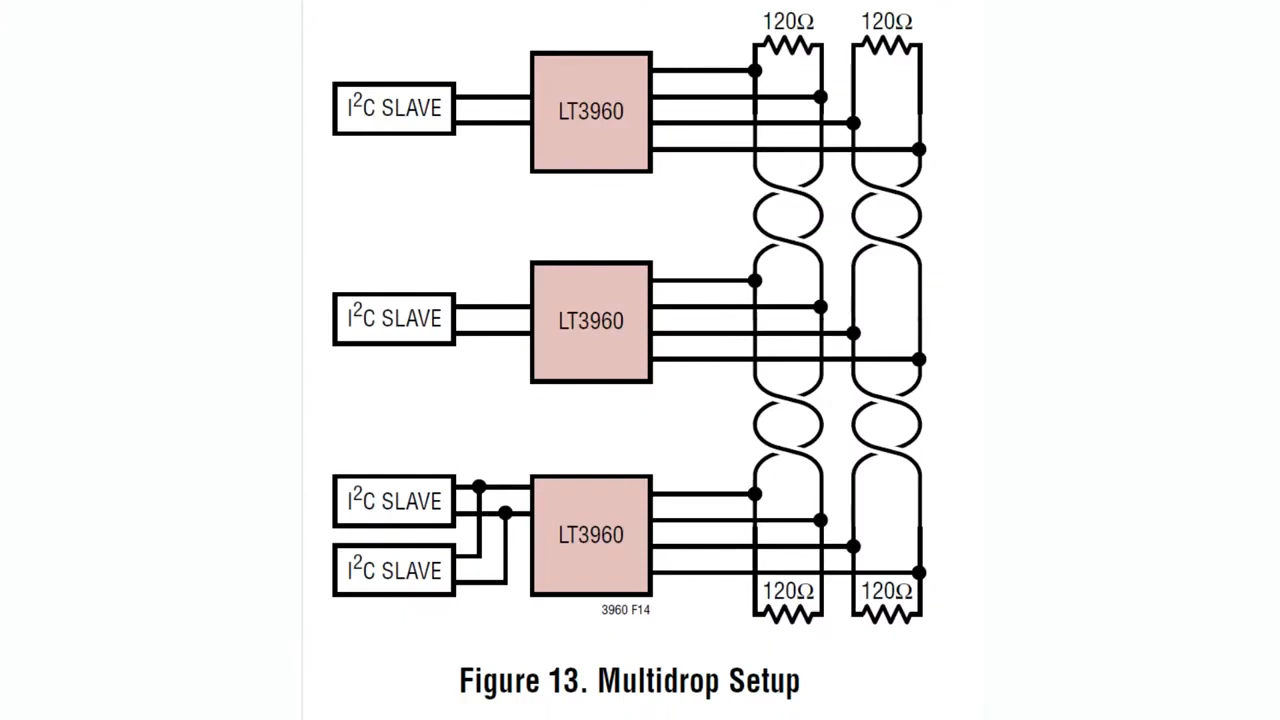 120Ω 120Ω
I²C SLAVE
LT3960
I²C SLAVE
LT3960
I²C SLAVE
LT3960
I²C SLAVE
120Ω 120Ω
3960 F14
Figure 13. Multidrop Setup